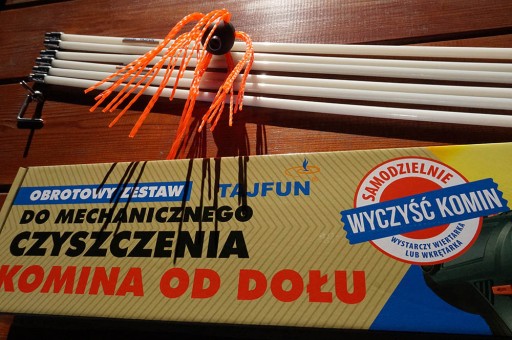 OBROTOWY ZESTAW
TAJFUN
DO MECHANICZNEGO
CZYSZCZENIA
KOMINA OD DOŁU
SAMODZIELNIE
WYCZYŚĆ KOMIN
WYSTARCZY WIERTARKA
LUB WKRĘTARKA